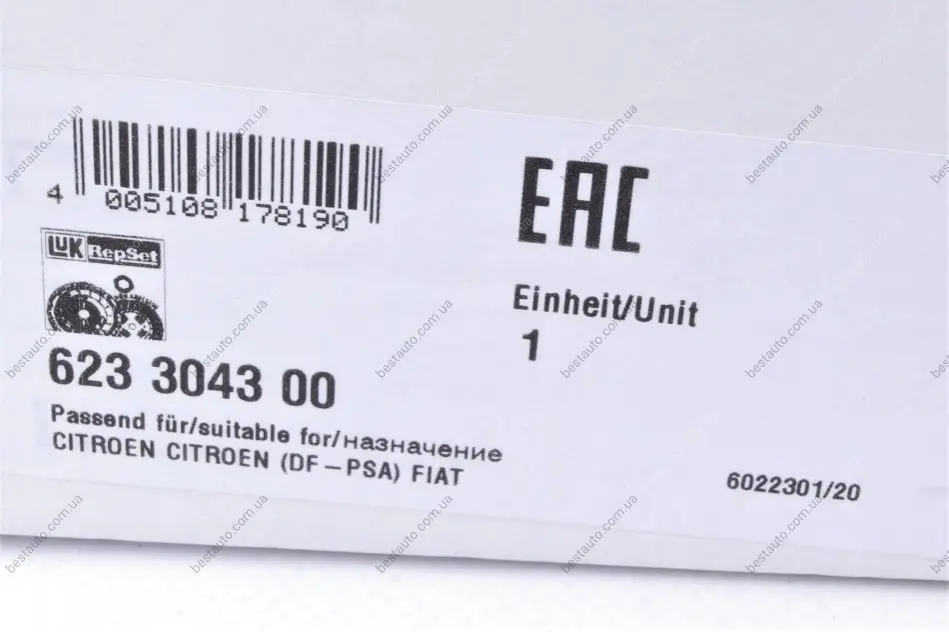 4 005108 178190
EAC
LUK RepSet
Einheit/Unit
1
623 3043 00
Passend für/suitable for/назначение
CITROEN CITROEN (DF-PSA) FIAT
6022301/20
bestauto.com.ua